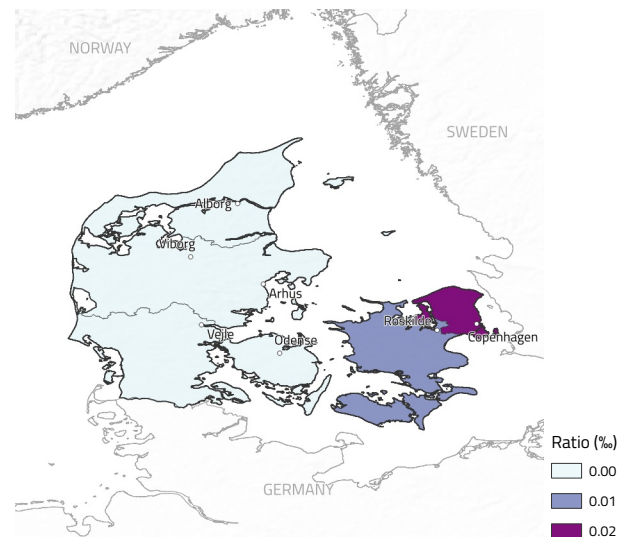 NORWAY
SWEDEN
Alborg
Viborg
Arhus
Roskilde
Vejle
Odense
Copenhagen
Ratio (‰)
0.00
0.01
GERMANY
0.02